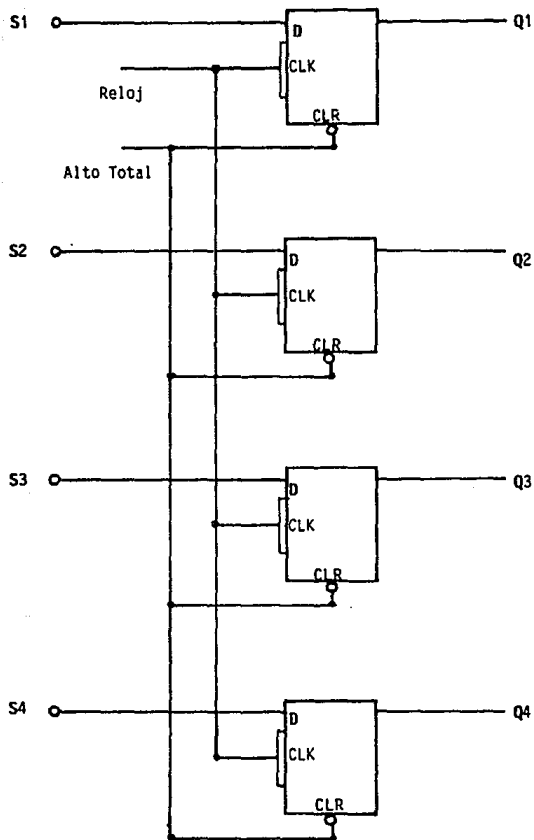 S1
D
Q1
CLK
Reloj
CLR
Alto Total
S2
D
Q2
CLK
CLR
S3
D
Q3
CLK
CLR
S4
D
Q4
CLK
CLR